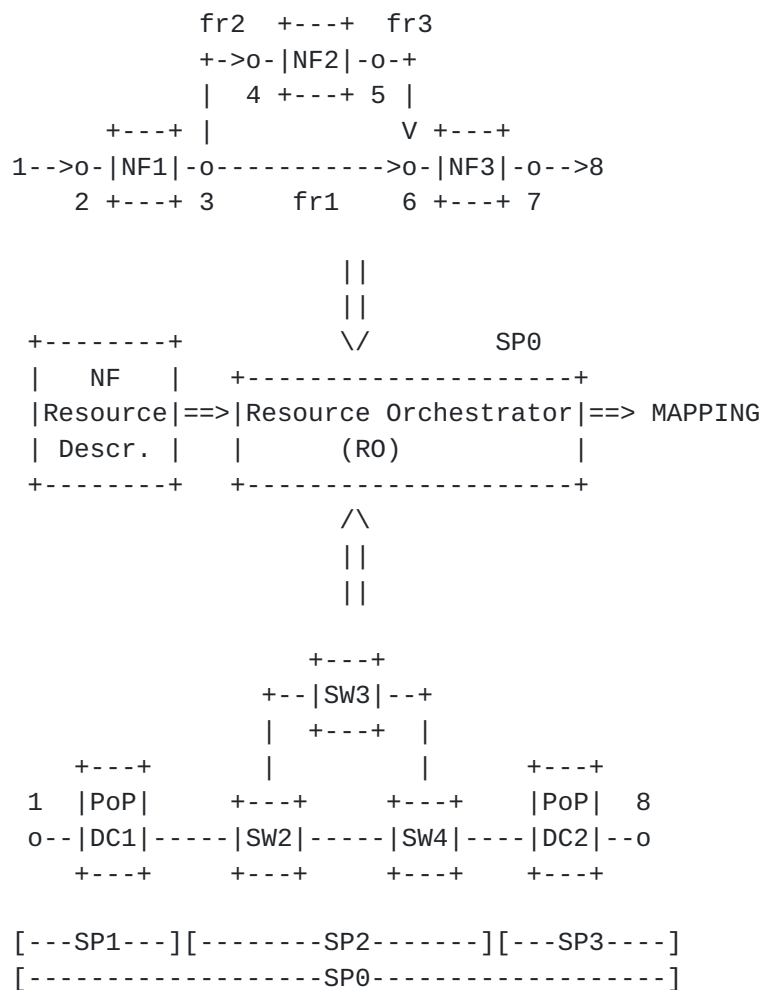 fr2  +---+  fr3
            +->o-|NF2|-o-+
            |  4 +---+ 5 |
      +---+ |            V +---+
1-->o-|NF1|-o----------->o-|NF3|-o-->8
    2 +---+ 3     fr1    6 +---+ 7

                     ||
                     ||
 +--------+          \/        SP0
 |   NF   |   +---------------------+
 |Resource|==>|Resource Orchestrator|==> MAPPING
 | Descr. |   |      (RO)           |
 +--------+   +---------------------+
                     /\
                     ||
                     ||

                   +---+
                +--|SW3|--+
                |  +---+  |
    +---+       |         |      +---+
 1  |PoP|     +---+     +---+    |PoP|  8
 o--|DC1|-----|SW2|-----|SW4|----|DC2|--o
    +---+     +---+     +---+    +---+

[---SP1---][--------SP2-------][---SP3----]
[-------------------SP0-------------------]